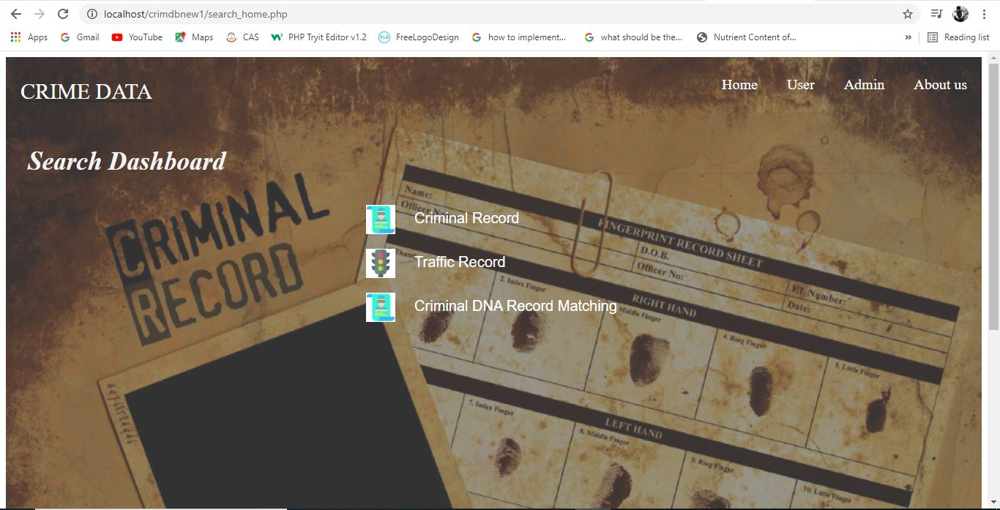 localhost/crimdbnew1/search_home.php
Apps Gmail YouTube Maps CAS PHP Tryit Editor v1.2 FLD FreeLogoDesign how to implement... what should be the... Nutrient Content of... » Reading list
CRIME DATA
Home User Admin About us
Search Dashboard
CRIMINAL
RECORD
Criminal Record
Traffic Record
Criminal DNA Record Matching
Name:
Officer No:
FINGERPRINT RECORD SHEET
D.O.B.
Officer No:
F.I. Number:
Date:
RIGHT HAND
Thumb
2. Index Finger
Middle Finger
4. Ring Finger
5. Little Finger
LEFT HAND
7. Index Finger
8. Middle Finger
9. Ring Finger
10. Little Finger